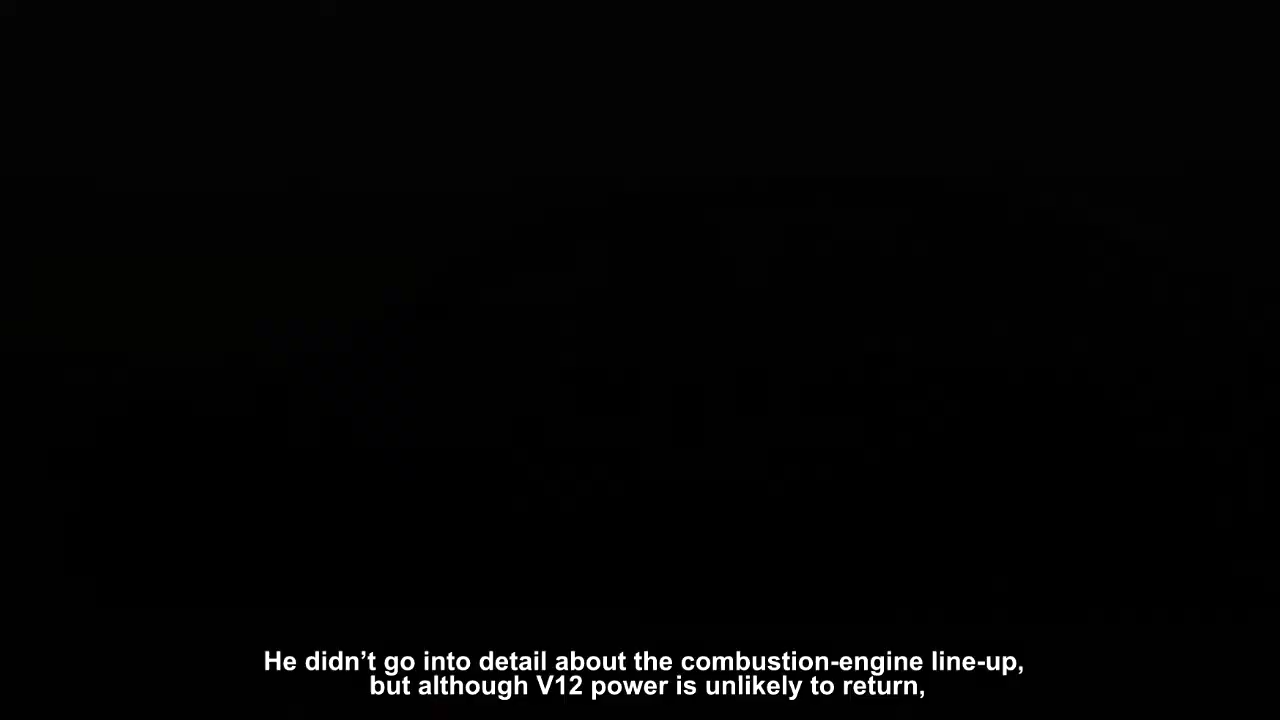 He didn’t go into detail about the combustion-engine line-up,
but although V12 power is unlikely to return,